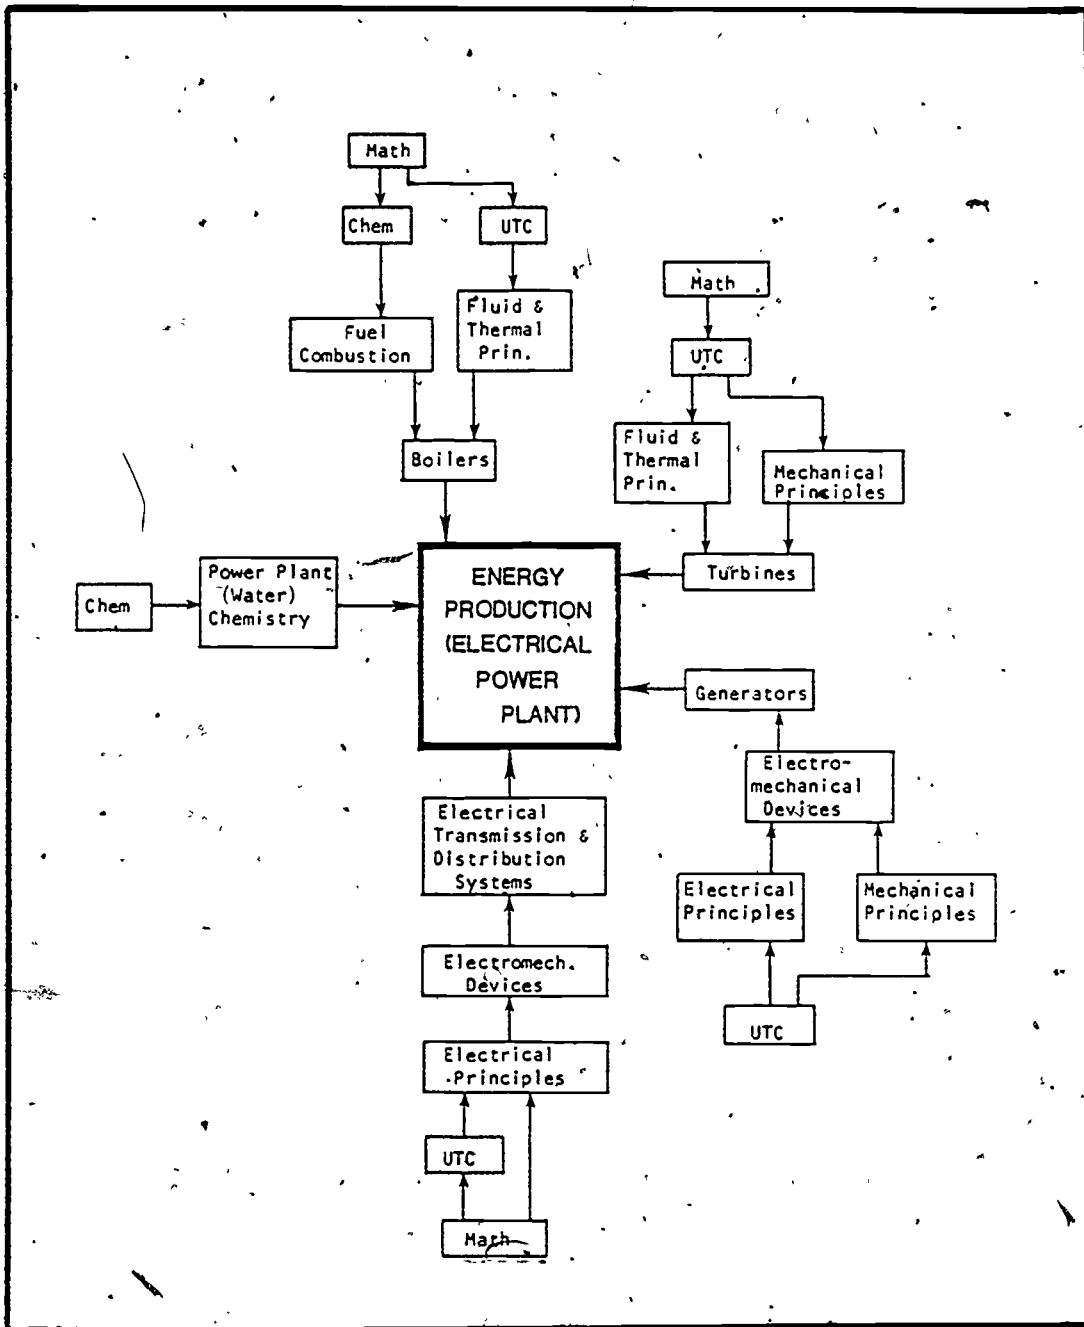 Math
Chem
UTC
Fuel
Combustion
Fluid &
Thermal
Prin.
Boilers
Math
UTC
Fluid &
Thermal
Prin.
Mechanical
Principles
Turbines
Chem
Power Plant
(Water)
Chemistry
ENERGY
PRODUCTION
(ELECTRICAL
POWER
PLANT)
Generators
Electro-
mechanical
Devices
Electrical
Principles
Mechanical
Principles
UTC
Electrical
Transmission &
Distribution
Systems
Electromech.
Devices
Electrical
Principles
UTC
Math